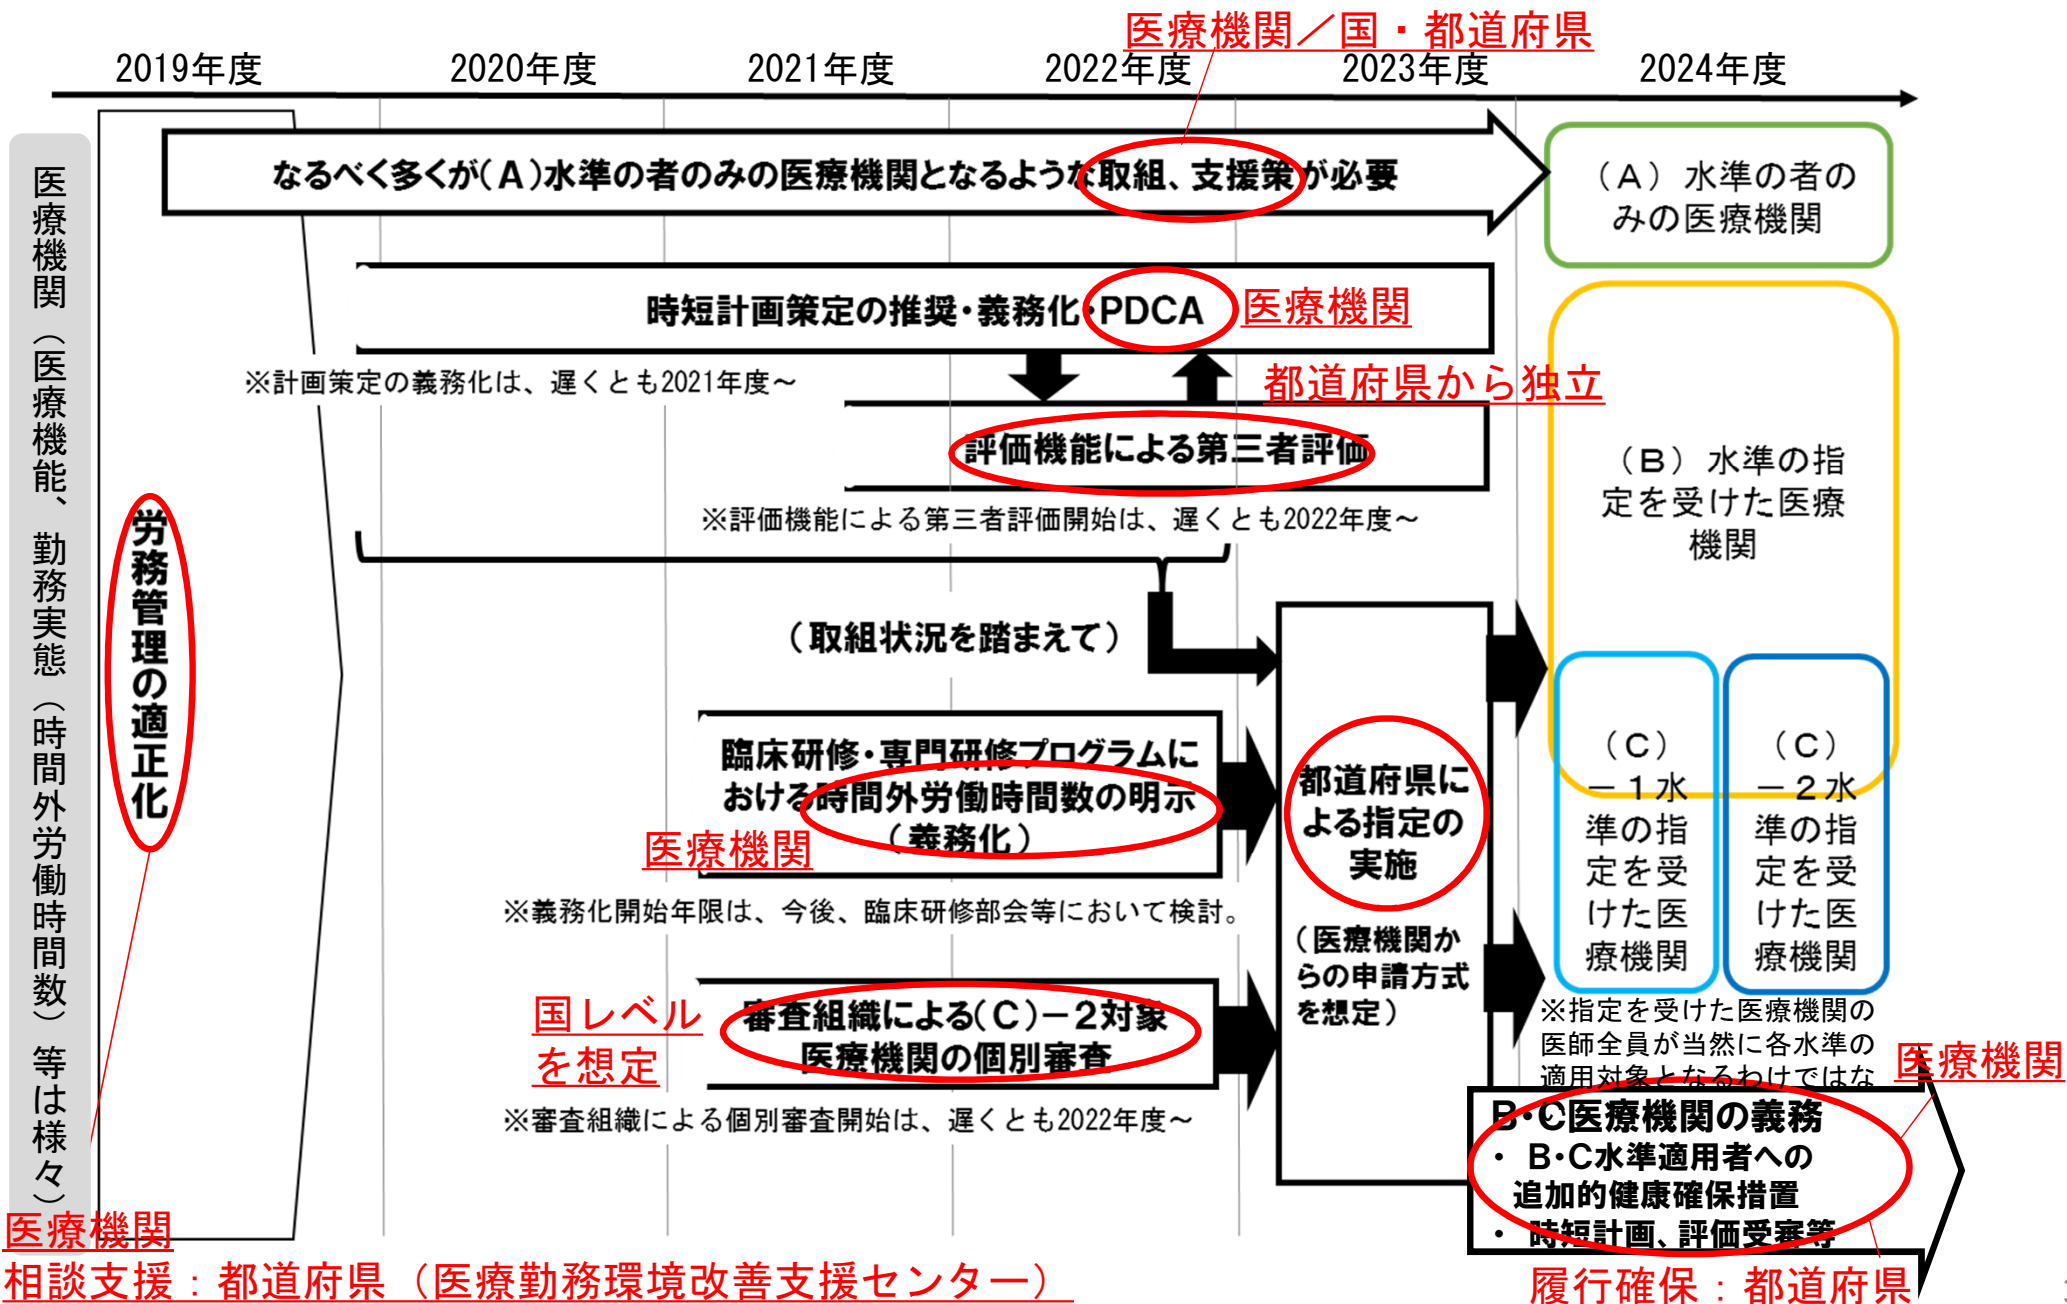 医療機関／国・都道府県
2019年度
2020年度
2021年度
2022年度
2023年度
2024年度
医療機関（医療機能、勤務実態（時間外労働時間数）等は様々）
労務管理の適正化
なるべく多くが（Ａ）水準の者のみの医療機関となるような取組、支援策が必要
（Ａ）水準の者の
みの医療機関
時短計画策定の推奨・義務化・PDCA
医療機関
※計画策定の義務化は、遅くとも2021年度～
都道府県から独立
評価機能による第三者評価
※評価機能による第三者評価開始は、遅くとも2022年度～
（Ｂ）水準の指
定を受けた医療
機関
（取組状況を踏まえて）
臨床研修・専門研修プログラムに
おける時間外労働時間数の明示
（義務化）
医療機関
※義務化開始年限は、今後、臨床研修部会等において検討。
都道府県に
よる指定の
実施
（医療機関か
らの申請方式
を想定）
（Ｃ）
－１水
準の指
定を受
けた医
療機関
（Ｃ）
－２水
準の指
定を受
けた医
療機関
国レベル
を想定
審査組織による（Ｃ）－２対象
医療機関の個別審査
※審査組織による個別審査開始は、遅くとも2022年度～
※指定を受けた医療機関の
医師全員が当然に各水準の
適用対象となるわけではな
医療機関
B・C医療機関の義務
・ B・C水準適用者への
追加的健康確保措置
・ 時短計画、評価受審等
医療機関
相談支援：都道府県（医療勤務環境改善支援センター）
履行確保：都道府県